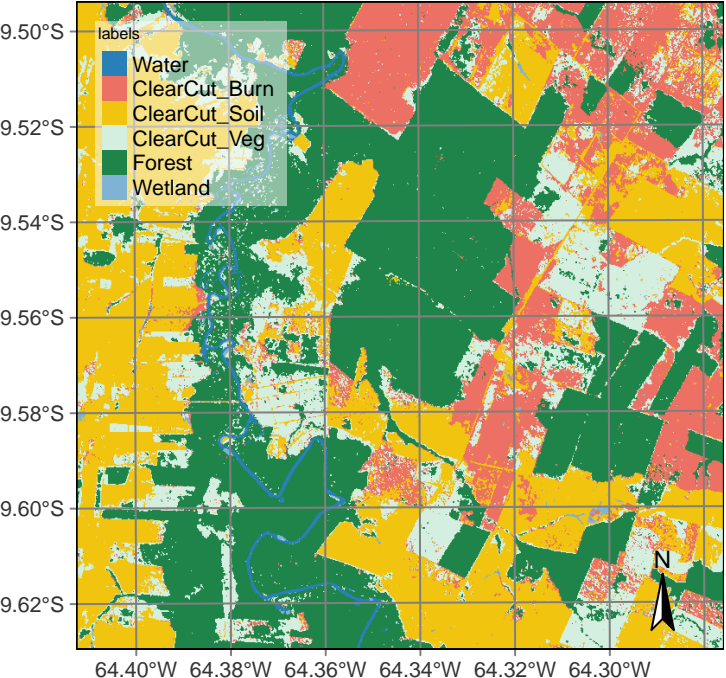 labels
Water
ClearCut_Burn
ClearCut_Soil
ClearCut_Veg
Forest
Wetland
9.50°S
9.52°S
9.54°S
9.56°S
9.58°S
9.60°S
9.62°S
N
64.40°W 64.38°W 64.36°W 64.34°W 64.32°W 64.30°W